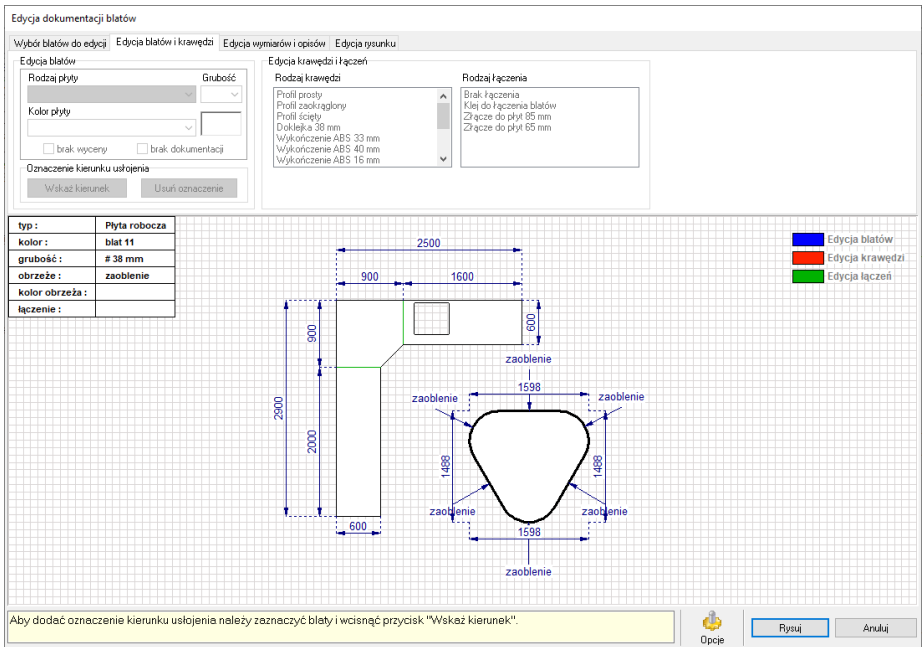 Edycja dokumentacji blatów
Wybór blatów do edycji Edycja blatów i krawędzi Edycja wymiarów i opisów Edycja rysunku
Edycja blatów
Rodzaj płyty Grubość
Kolor płyty
brak wyceny brak dokumentacji
Oznaczenie kierunku usłojenia
Wskaż kierunek Usuń oznaczenie
Edycja krawędzi i łączeń
Rodzaj krawędzi
Profil prosty
Profil zaokrąglony
Profil ścięty
Doklejka 38 mm
Wykończenie ABS 33 mm
Wykończenie ABS 40 mm
Wykończenie ABS 16 mm
Rodzaj łączenia
Brak łączenia
Klej do łączenia blatów
Złącze do płyt 85 mm
Złącze do płyt 65 mm
typ : Płyta robocza
kolor : blat 11
grubość : # 38 mm
obrzeże : zaoblenie
kolor obrzeża :
łączenie :
Edycja blatów
Edycja krawędzi
Edycja łączeń
2500
900 1600
900
600
2900
2000
600
zaoblenie
1598
zaoblenie zaoblenie
1488 1488
zaoblenie zaoblenie
1598
zaoblenie
Aby dodać oznaczenie kierunku usłojenia należy zaznaczyć blaty i wcisnąć przycisk "Wskaż kierunek".
Opcje
Rysuj Anuluj